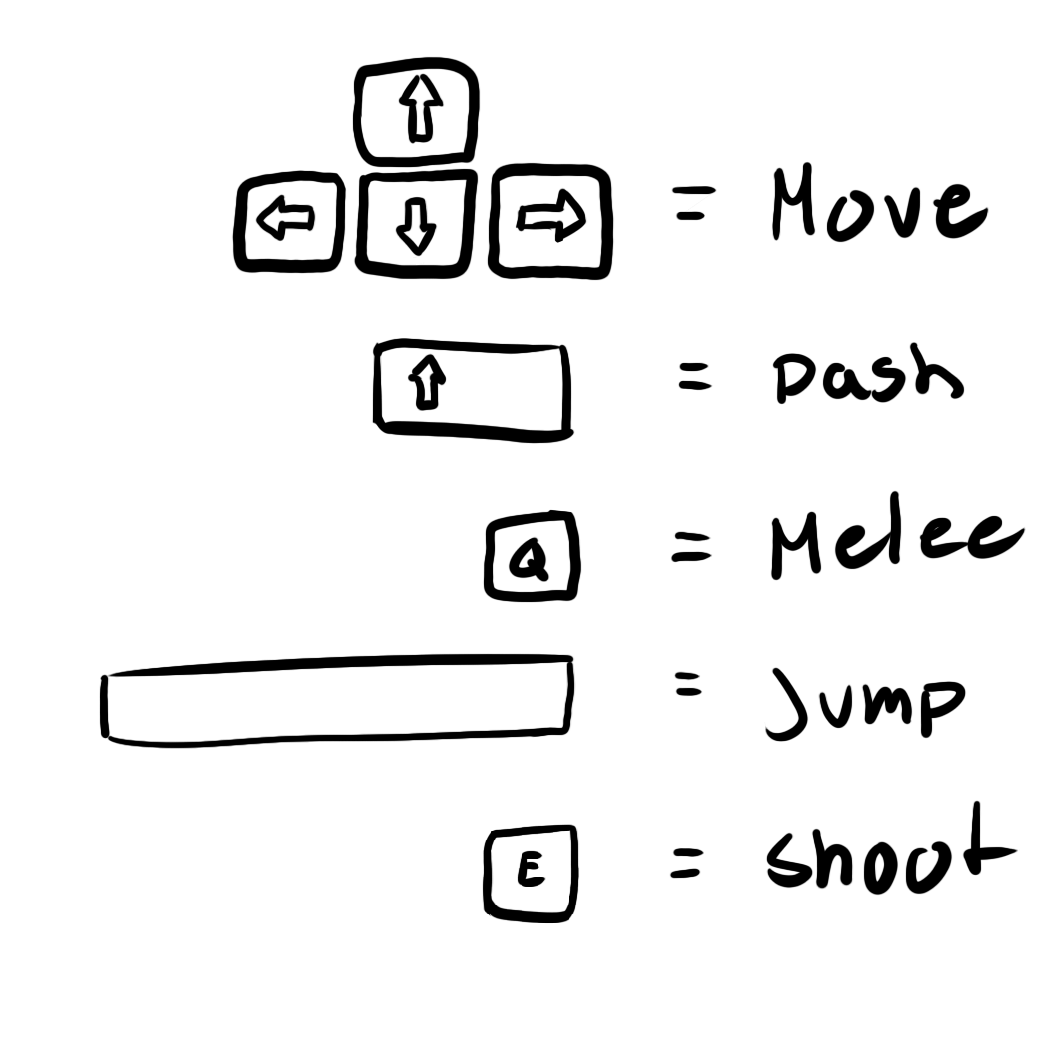 = Move
= Dash
Q = Melee
= Jump
E = Shoot